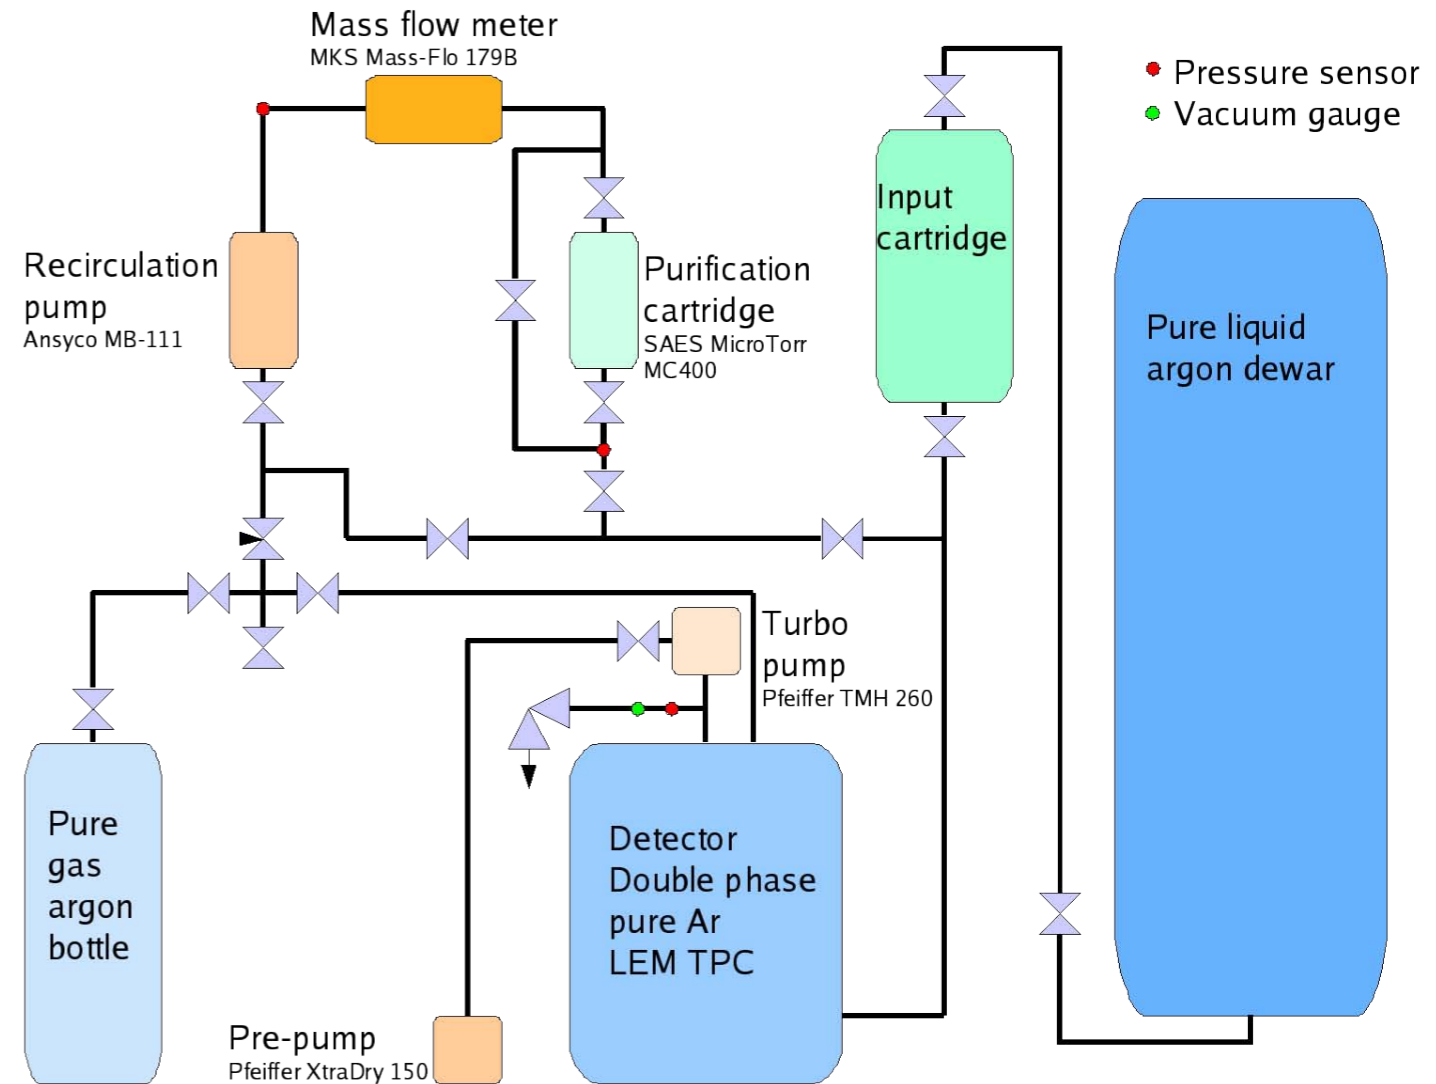 Mass flow meter
MKS Mass-Flo 179B
Pressure sensor
Vacuum gauge
Input
cartridge
Recirculation
pump
Ansyco MB-111
Purification
cartridge
SAES MicroTorr
MC400
Pure liquid
argon dewar
Turbo
pump
Pfeiffer TMH 260
Pure
gas
argon
bottle
Detector
Double phase
pure Ar
LEM TPC
Pre-pump
Pfeiffer XtraDry 150